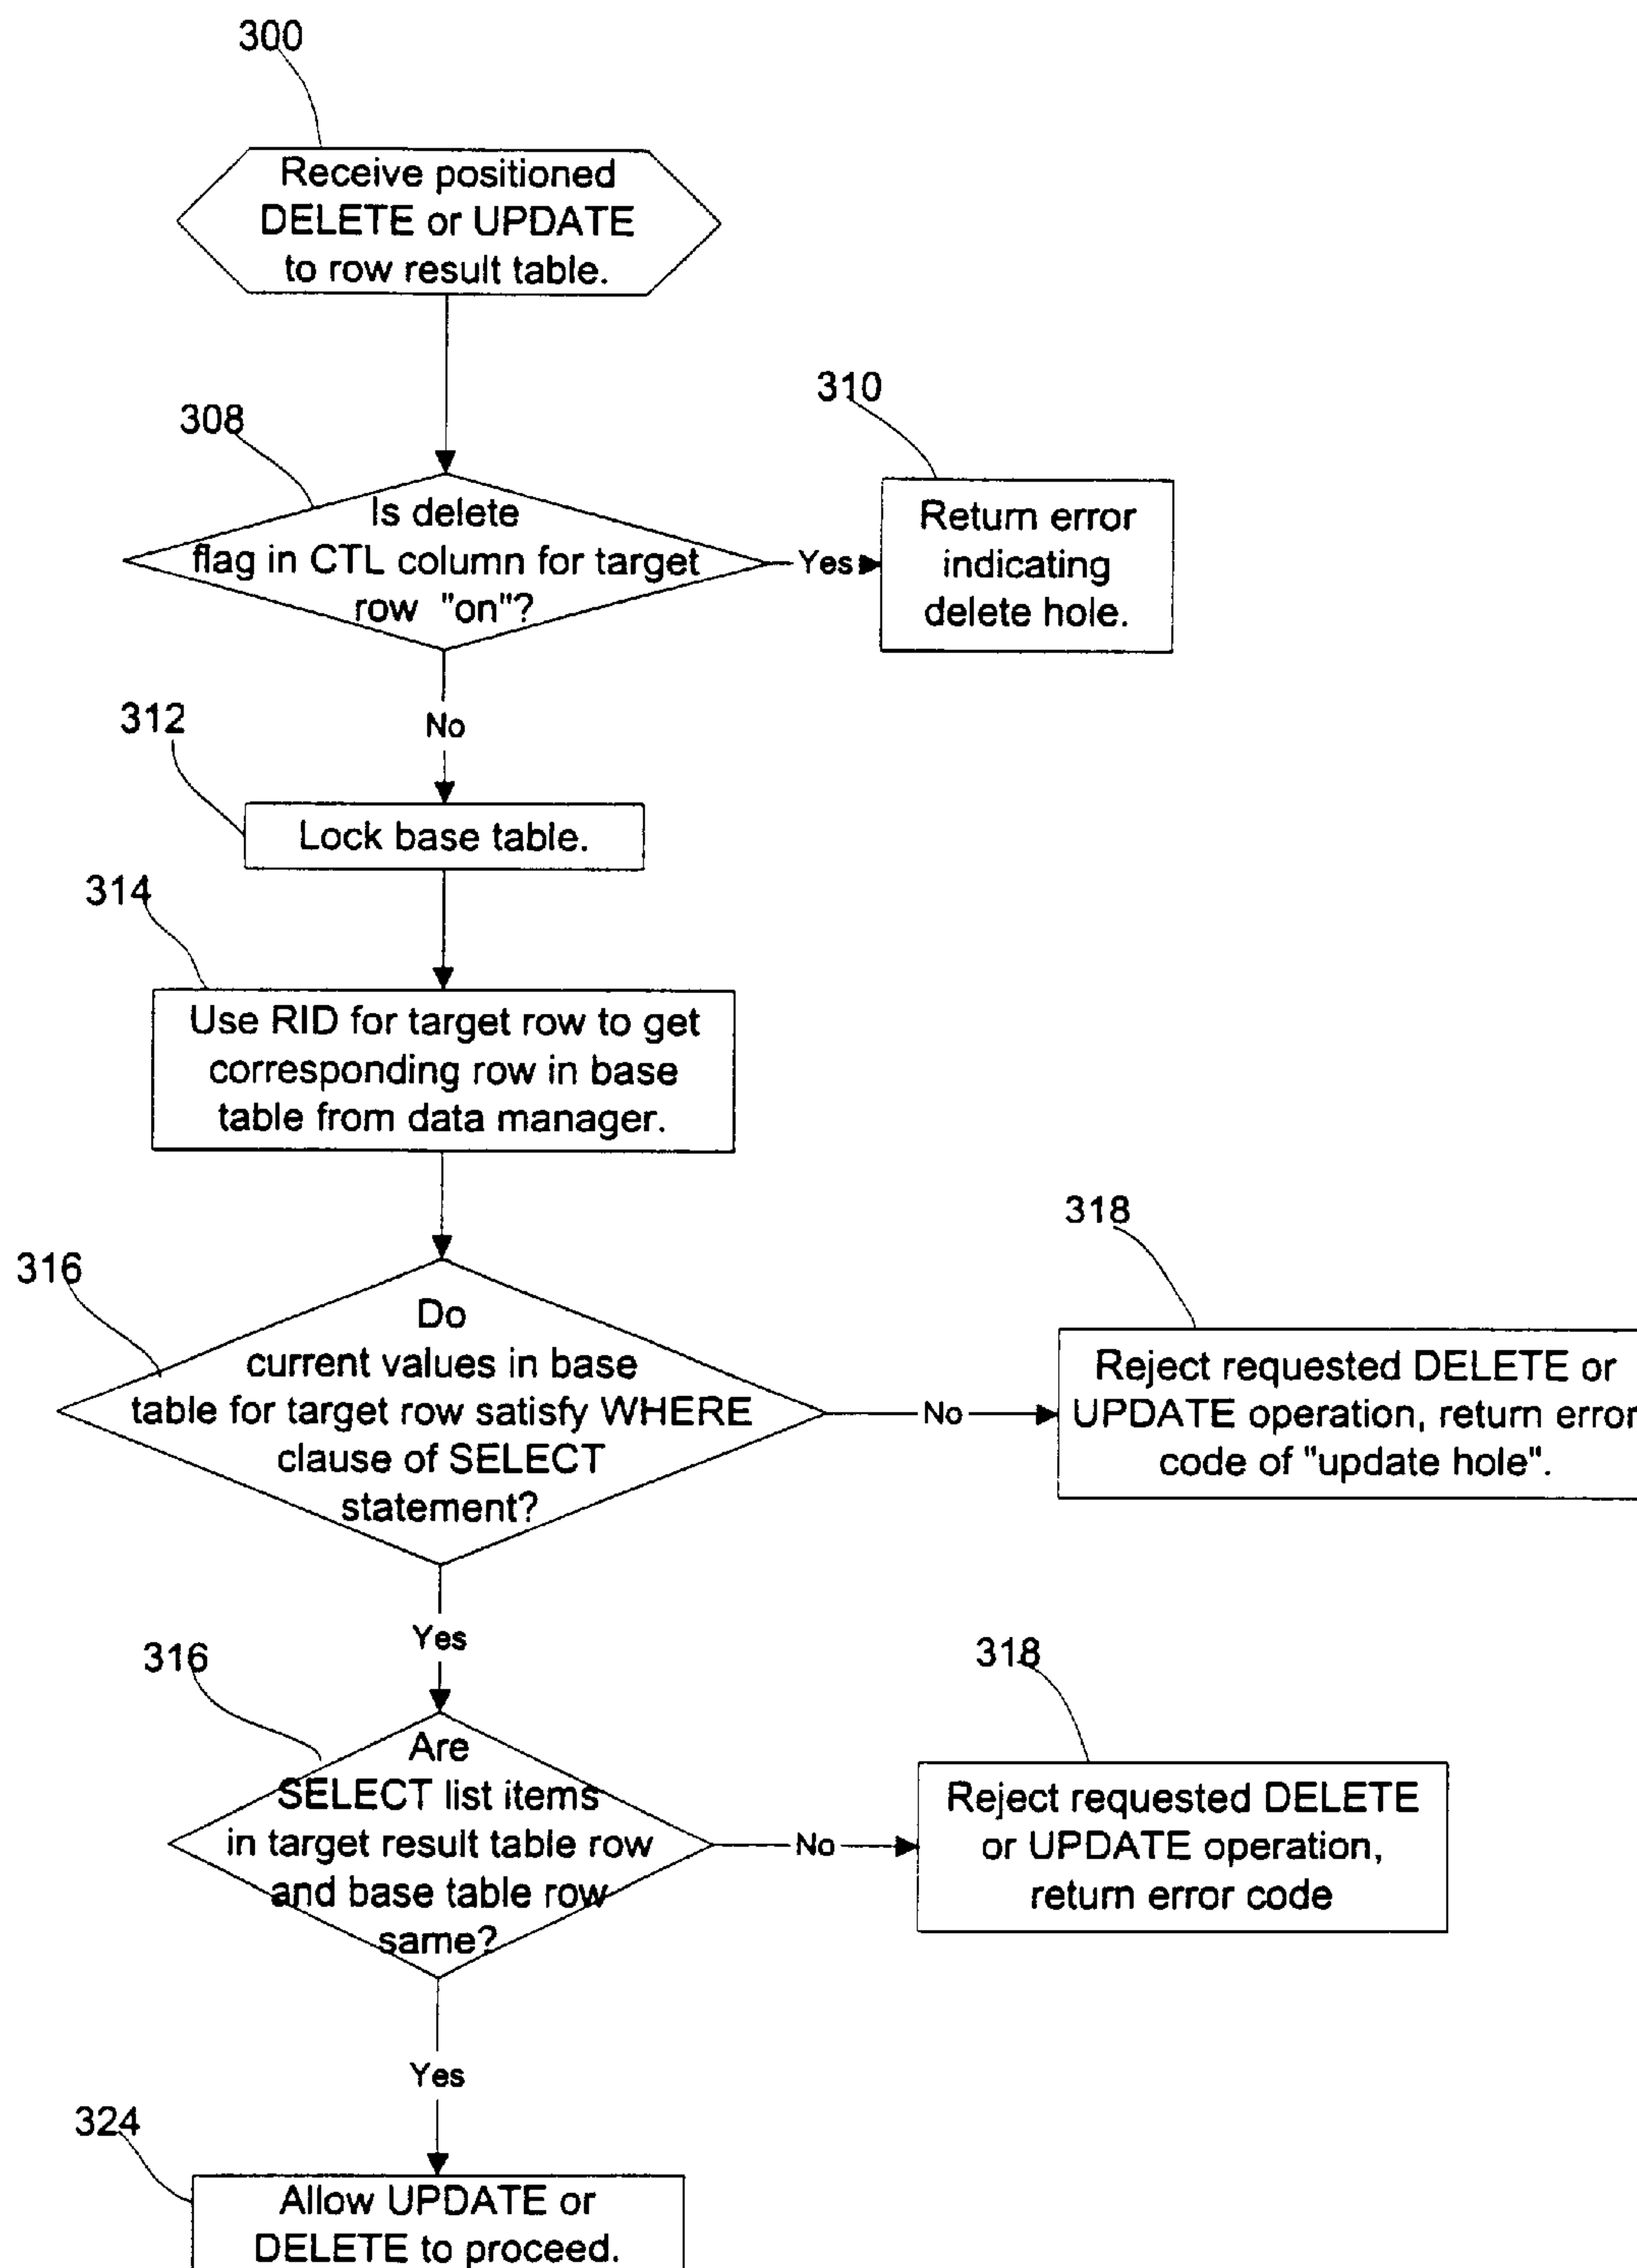 300
Receive positioned
DELETE or UPDATE
to row result table.
308
Is delete
flag in CTL column for target
row "on"?
Yes
310
Return error
indicating
delete hole.
No
312
Lock base table.
314
Use RID for target row to get
corresponding row in base
table from data manager.
316
Do
current values in base
table for target row satisfy WHERE
clause of SELECT
statement?
No
318
Reject requested DELETE or
UPDATE operation, return error
code of "update hole".
Yes
316
Are
SELECT list items
in target result table row
and base table row
same?
No
318
Reject requested DELETE
or UPDATE operation,
return error code
Yes
324
Allow UPDATE or
DELETE to proceed.